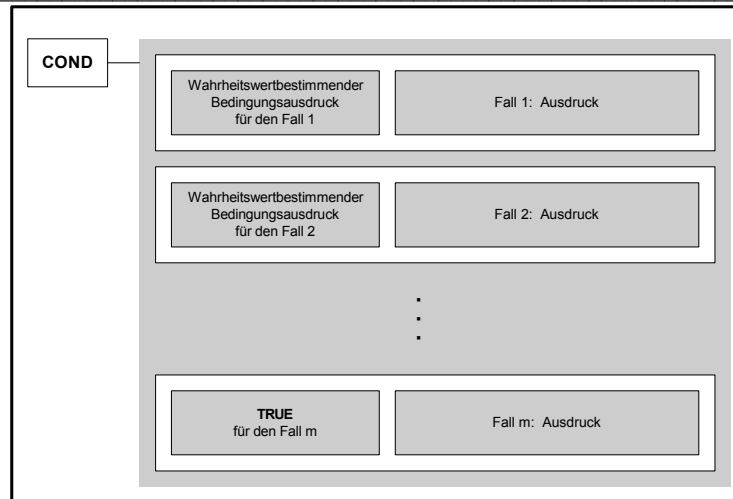 COND
Wahrheitswertbestimmender
Bedingungsausdruck
für den Fall 1
Fall 1: Ausdruck
Wahrheitswertbestimmender
Bedingungsausdruck
für den Fall 2
Fall 2: Ausdruck
.
.
.
TRUE
für den Fall m
Fall m: Ausdruck